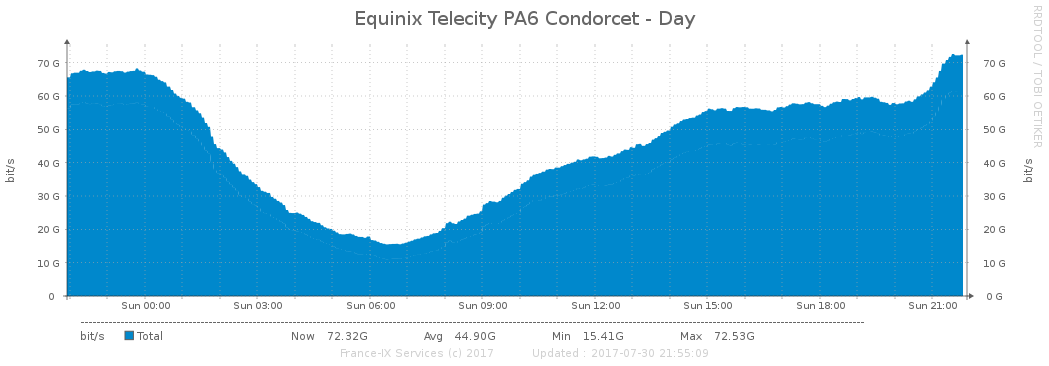 Equinix Telecity PA6 Condorcet - Day
RRDTOOL / TOBI OETIKER
70 G 70 G
60 G 60 G
50 G 50 G
40 G 40 G
30 G 30 G
20 G 20 G
10 G 10 G
0 0 G
bit/s bit/s
Sun 00:00 Sun 03:00 Sun 06:00 Sun 09:00 Sun 12:00 Sun 15:00 Sun 18:00 Sun 21:00
bit/s Total Now 72.32G Avg 44.90G Min 15.41G Max 72.53G
France-IX Services (c) 2017 Updated : 2017-07-30 21:55:09